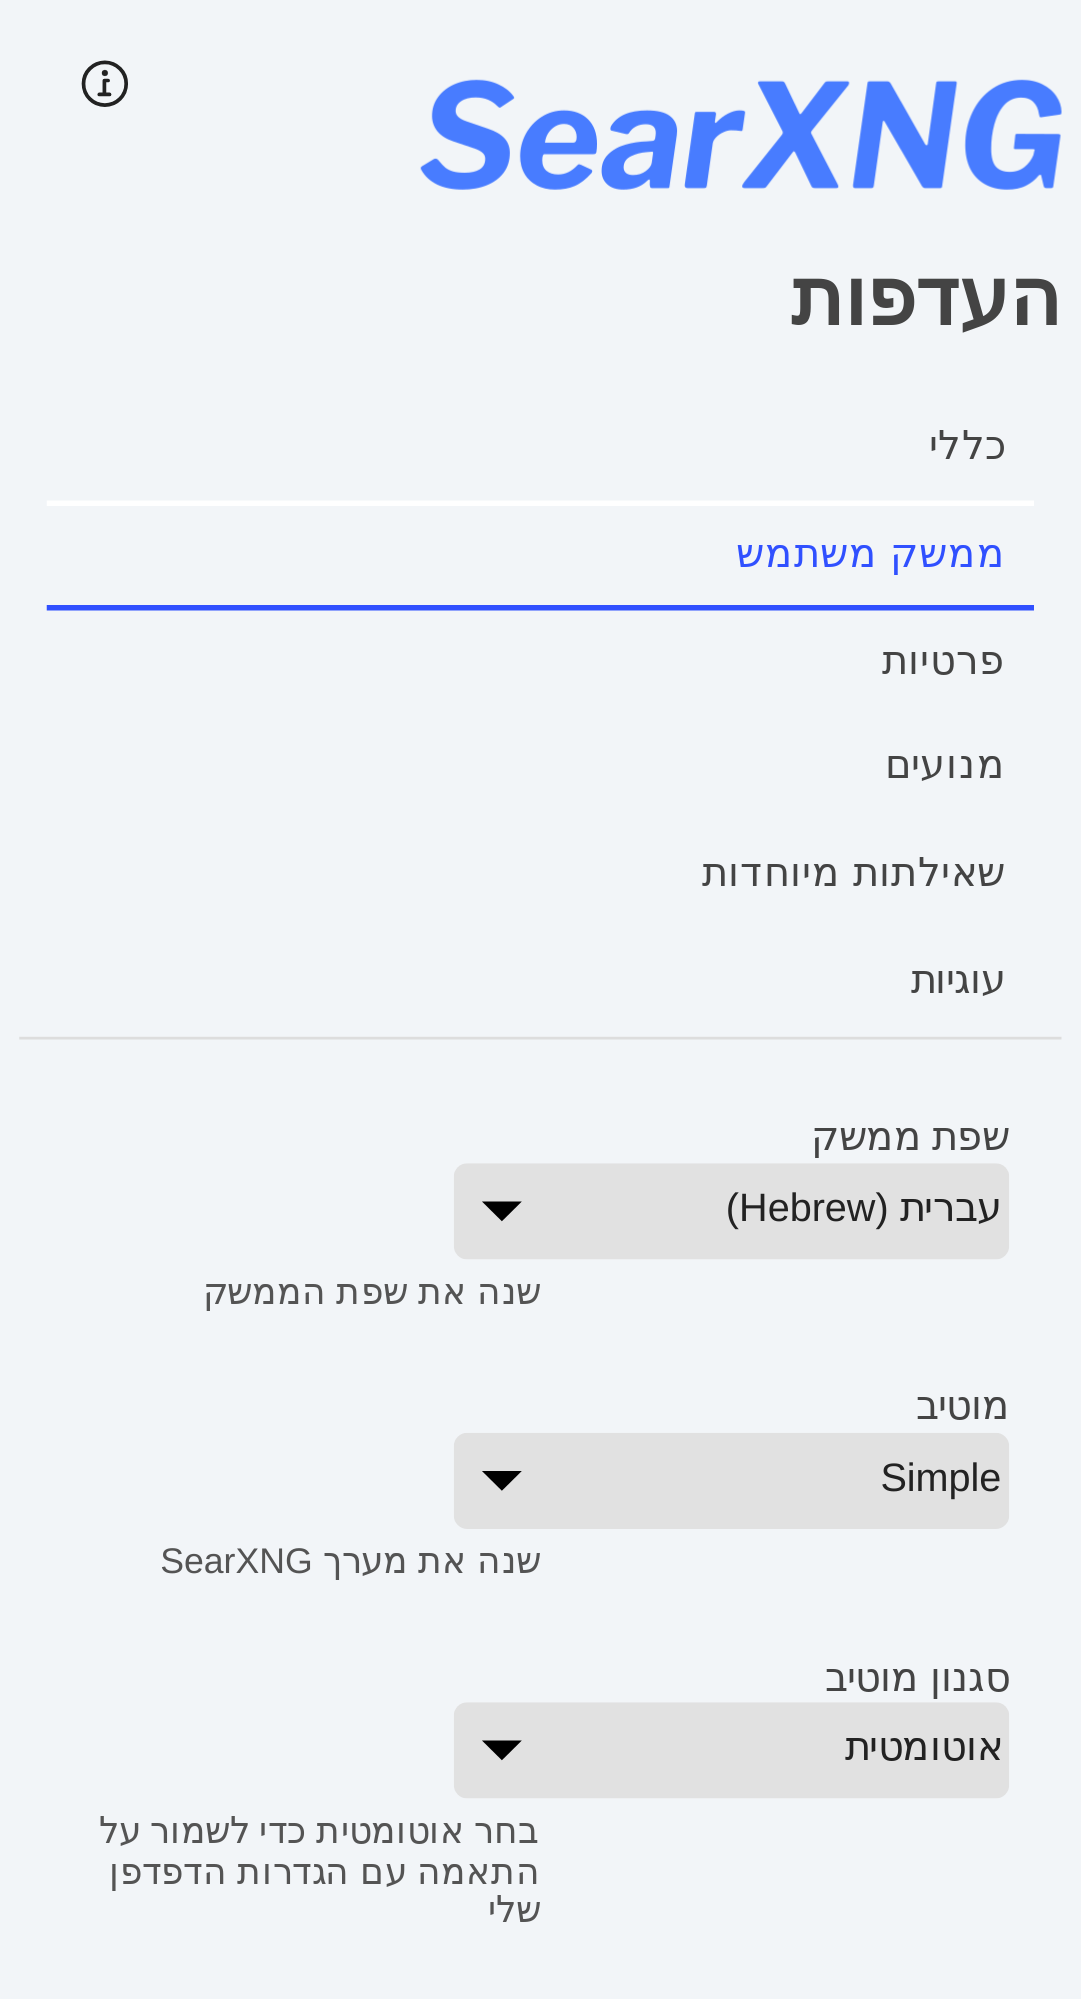 SearXNG
העדפות
כללי
ממשק משתמש
פרטיות
מנועים
שאילתות מיוחדות
עוגיות
שפת ממשק
עברית (Hebrew)
שנה את שפת הממשק
מוטיב
Simple
שנה את מערך SearXNG
סגנון מוטיב
אוטומטית
בחר אוטומטית כדי לשמור על
התאמה עם הגדרות הדפדפן
שלי